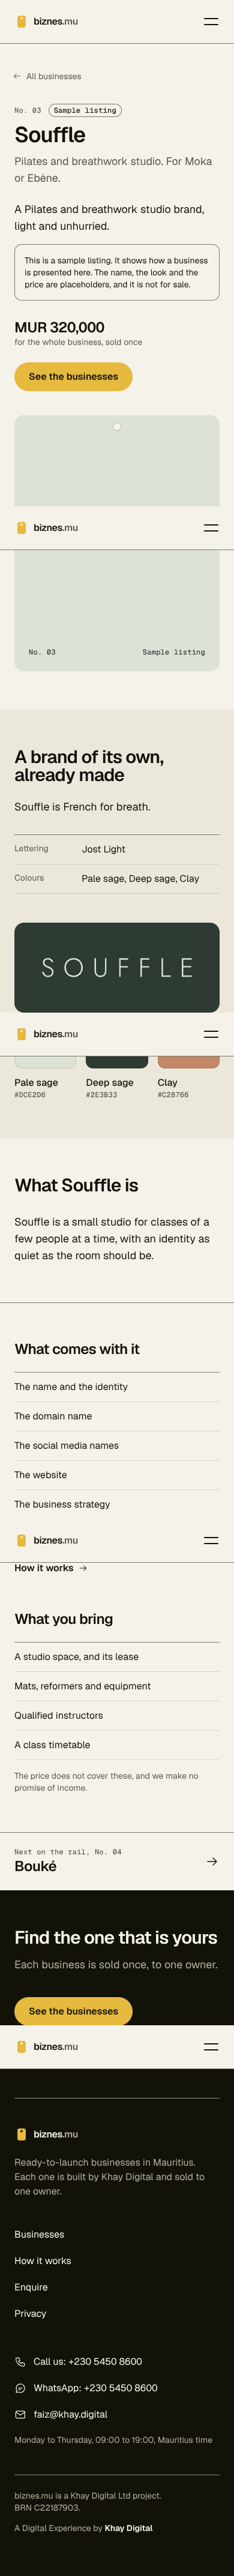 biznes.mu
← All businesses
No. 03 Sample listing
Souffle
Pilates and breathwork studio. For Moka
or Ebène.
A Pilates and breathwork studio brand,
light and unhurried.
This is a sample listing. It shows how a business
is presented here. The name, the look and the
price are placeholders, and it is not for sale.
MUR 320,000
for the whole business, sold once
See the businesses
biznes.mu
No. 03 Sample listing
A brand of its own,
already made
Souffle is French for breath.
Lettering Jost Light
Colours Pale sage, Deep sage, Clay
SOUFFLE
biznes.mu
Pale sage Deep sage Clay
#DCE2D6 #2E3B33 #C28766
What Souffle is
Souffle is a small studio for classes of a
few people at a time, with an identity as
quiet as the room should be.
What comes with it
The name and the identity
The domain name
The social media names
The website
The business strategy
biznes.mu
How it works →
What you bring
A studio space, and its lease
Mats, reformers and equipment
Qualified instructors
A class timetable
The price does not cover these, and we make no
promise of income.
Next on the rail, No. 04
Bouké →
Find the one that is yours
Each business is sold once, to one owner.
See the businesses
biznes.mu
biznes.mu
Ready-to-launch businesses in Mauritius.
Each one is built by Khay Digital and sold to
one owner.
Businesses
How it works
Enquire
Privacy
Call us: +230 5450 8600
WhatsApp: +230 5450 8600
faiz@khay.digital
Monday to Thursday, 09:00 to 19:00, Mauritius time
biznes.mu is a Khay Digital Ltd project.
BRN C22187903.
A Digital Experience by Khay Digital